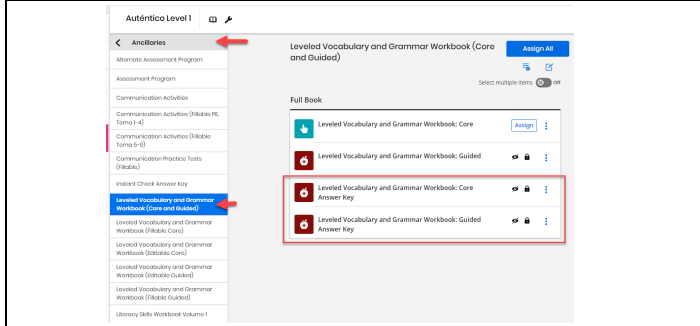 Auténtico Level 1
Ancillaries
Alternate Assessment Program
Assessment Program
Communication Activities
Communication Activities (Fillable PE,
Toma 1-4)
Communication Activities (Fillable
Tema 5-9)
Communication Practice Tests
(Fillable)
Instant Check Answer Key
Leveled Vocabulary and Grammar
Workbook (Core and Guided)
Leveled Vocabulary and Grammar
Workbook (Fillable Core)
Leveled Vocabulary and Grammar
Workbook (Editable Core)
Leveled Vocabulary and Grammar
Workbook (Editable Guided)
Leveled Vocabulary and Grammar
Workbook (Fillable Guided)
Literacy Skills Workbook Volume 1
Leveled Vocabulary and Grammar Workbook (Core
and Guided)
Assign All
Select multiple items
Off
Full Book
Leveled Vocabulary and Grammar Workbook: Core
Assign
Leveled Vocabulary and Grammar Workbook: Guided
Leveled Vocabulary and Grammar Workbook: Core
Answer Key
Leveled Vocabulary and Grammar Workbook: Guided
Answer Key